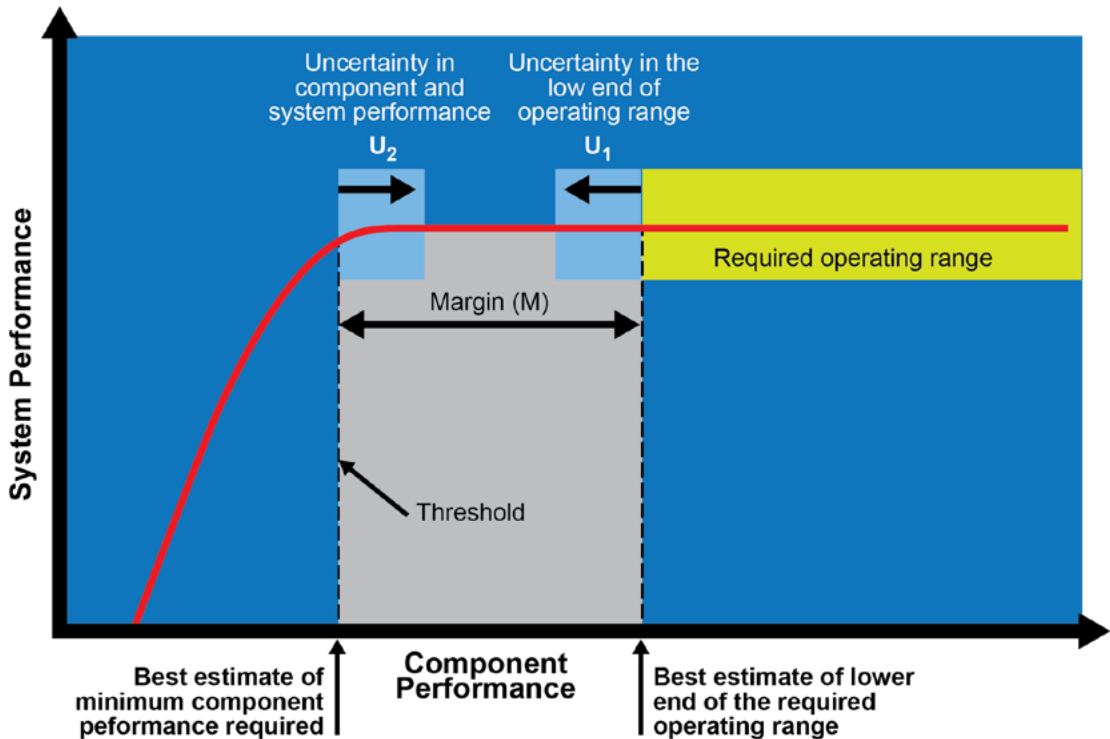 Uncertainty in
component and
system performance
U2
Uncertainty in the
low end of
operating range
U1
Required operating range
Margin (M)
Threshold
System Performance
Component
Performance
Best estimate of
minimum component
peformance required
Best estimate of lower
end of the required
operating range